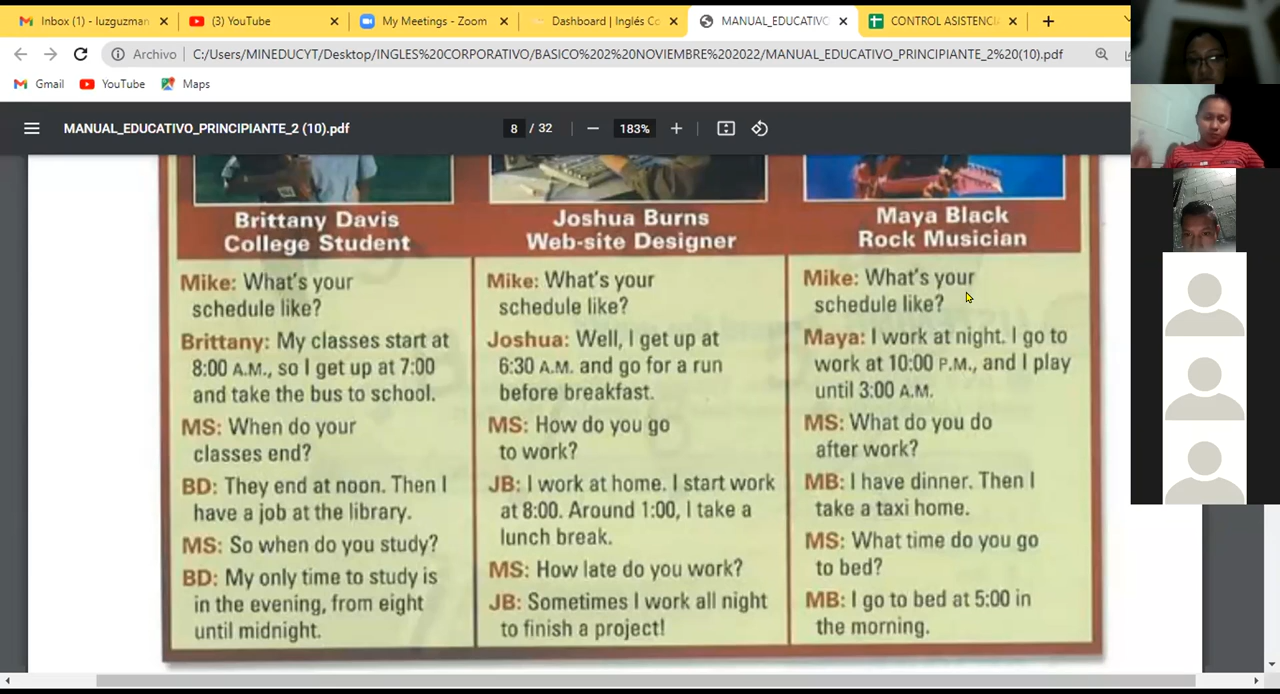 Inbox (1) - luzguzman
(3) YouTube
My Meetings - Zoom
Dashboard | Inglés Co
MANUAL_EDUCATIVO
CONTROL ASISTENCI
Archivo
C:/Users/MINEDUCYT/Desktop/INGLES%20CORPORATIVO/BASICO%202%20NOVIEMBRE%202022/MANUAL_EDUCATIVO_PRINCIPIANTE_2%20(10).pdf
Gmail
YouTube
Maps
MANUAL_EDUCATIVO_PRINCIPIANTE_2 (10).pdf
8 / 32
183%
Brittany Davis
College Student
Mike: What's your
schedule like?
Brittany: My classes start at
8:00 A.M., so I get up at 7:00
and take the bus to school.
MS: When do your
classes end?
BD: They end at noon. Then I
have a job at the library.
MS: So when do you study?
BD: My only time to study is
in the evening, from eight
until midnight.
Joshua Burns
Web-site Designer
Mike: What's your
schedule like?
Joshua: Well, I get up at
6:30 A.M. and go for a run
before breakfast.
MS: How do you go
to work?
JB: I work at home. I start work
at 8:00. Around 1:00, I take a
lunch break.
MS: How late do you work?
JB: Sometimes I work all night
to finish a project!
Maya Black
Rock Musician
Mike: What's your
schedule like?
Maya: I work at night. I go to
work at 10:00 P.M., and I play
until 3:00 A.M.
MS: What do you do
after work?
MB: I have dinner. Then I
take a taxi home.
MS: What time do you go
to bed?
MB: I go to bed at 5:00 in
the morning.